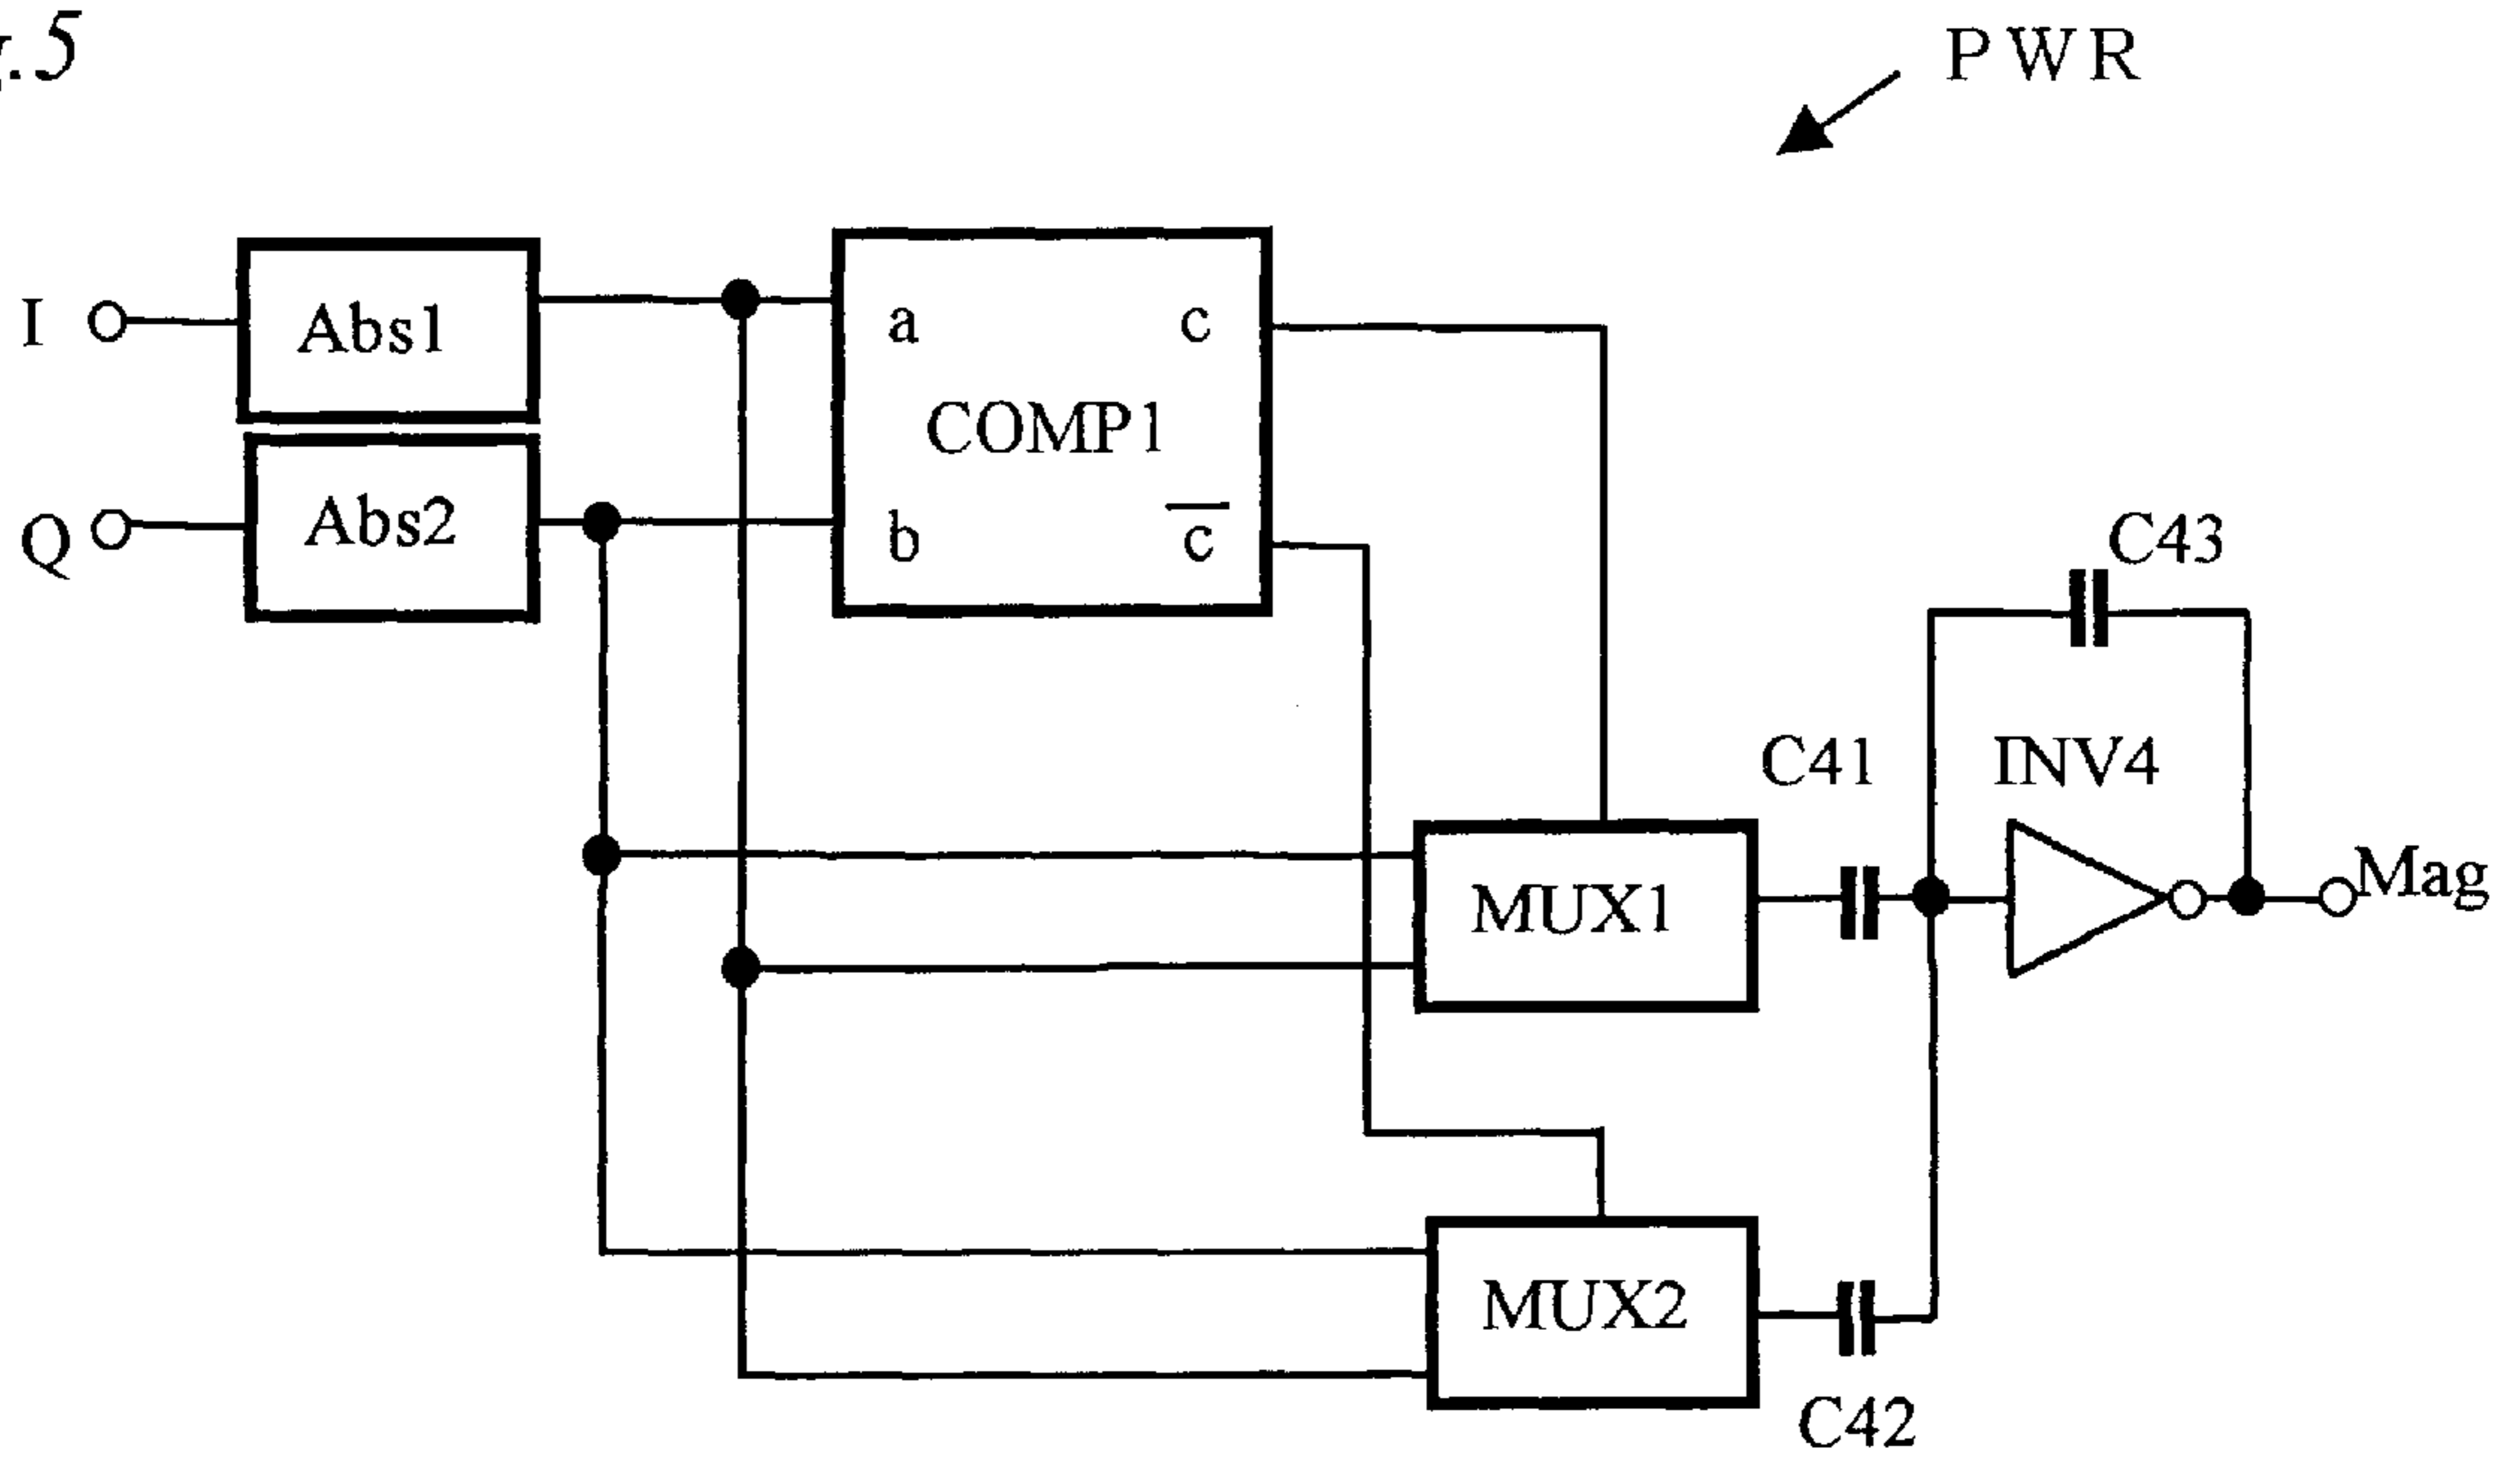 .5
PWR
I
Abs1
a
c
COMP1
Q
Abs2
b
c̅
C43
C41
INV4
MUX1
Mag
MUX2
C42